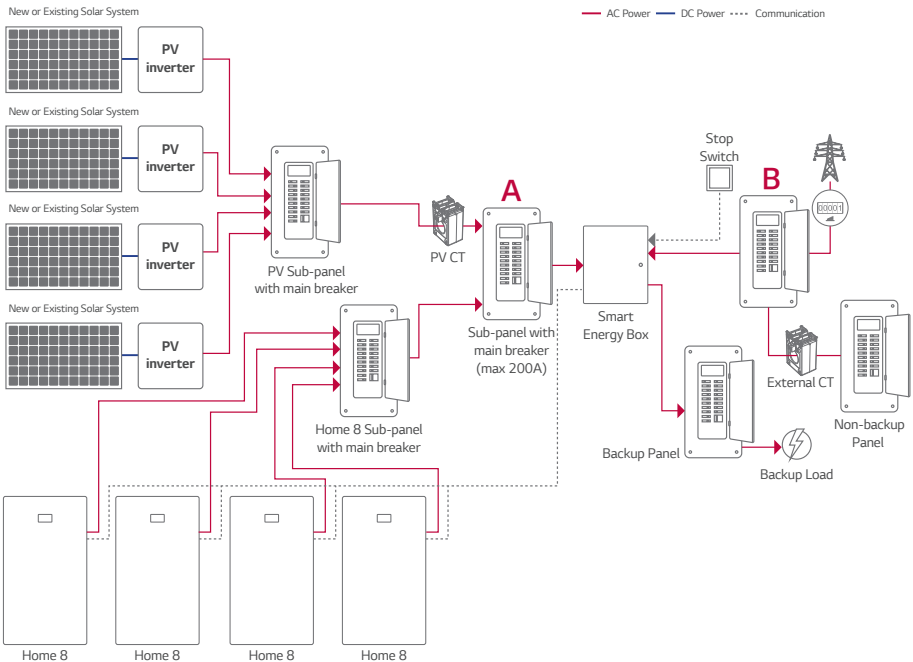 New or Existing Solar System
AC Power
DC Power
Communication
PV
inverter
New or Existing Solar System
PV
inverter
Stop
Switch
A
B
00001
New or Existing Solar System
PV
inverter
PV CT
PV Sub-panel
with main breaker
New or Existing Solar System
PV
inverter
Sub-panel with
main breaker
(max 200A)
Smart
Energy Box
External CT
Home 8 Sub-panel
with main breaker
Non-backup
Panel
Backup Panel
Backup Load
Home 8
Home 8
Home 8
Home 8